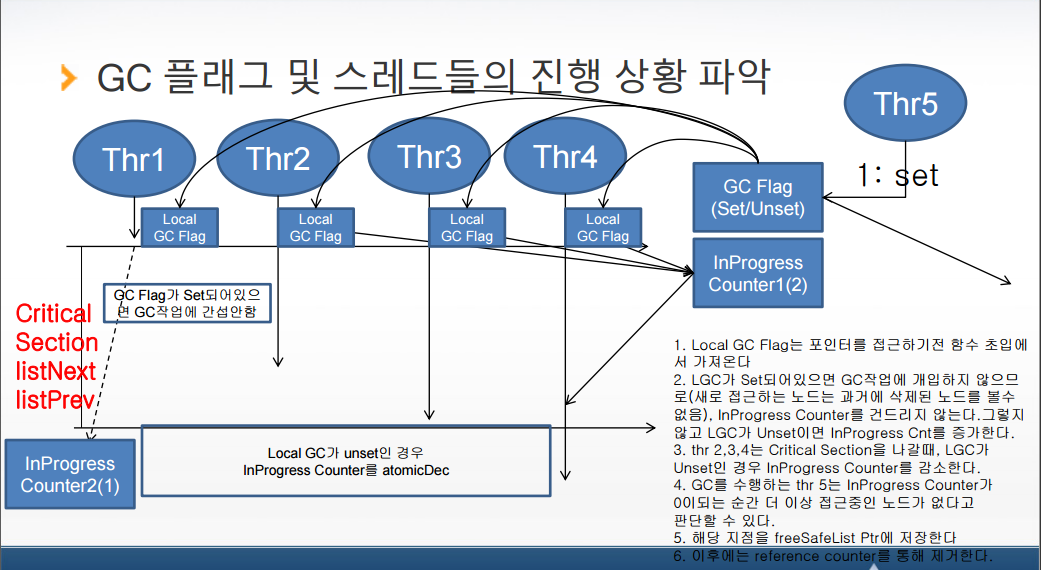 GC 플래그 및 스레드들의 진행 상황 파악
Thr5
Thr1
Thr2
Thr3
Thr4
1: set
GC Flag
(Set/Unset)
Local
GC Flag
Local
GC Flag
Local
GC Flag
Local
GC Flag
InProgress
Counter1(2)
GC Flag가 Set되어있으
면 GC작업에 간섭안함
Critical
Section
listNext
listPrev
1. Local GC Flag는 포인터를 접근하기전 함수 초입에
서 가져온다
2. LGC가 Set되어있으면 GC작업에 개입하지 않으므
로(새로 접근하는 노드는 과거에 삭제된 노드를 볼수
없음), InProgress Counter를 건드리지 않는다.그렇지
않고 LGC가 Unset이면 InProgress Cnt를 증가한다.
3. thr 2,3,4는 Critical Section을 나갈때, LGC가
Unset인 경우 InProgress Counter를 감소한다.
4. GC를 수행하는 thr 5는 InProgress Counter가
0이되는 순간 더 이상 접근중인 노드가 없다고
판단할 수 있다.
5. 해당 지점을 freeSafeList Ptr에 저장한다
6. 이후에는 reference counter를 통해 제거한다.
InProgress
Counter2(1)
Local GC가 unset인 경우
InProgress Counter를 atomicDec